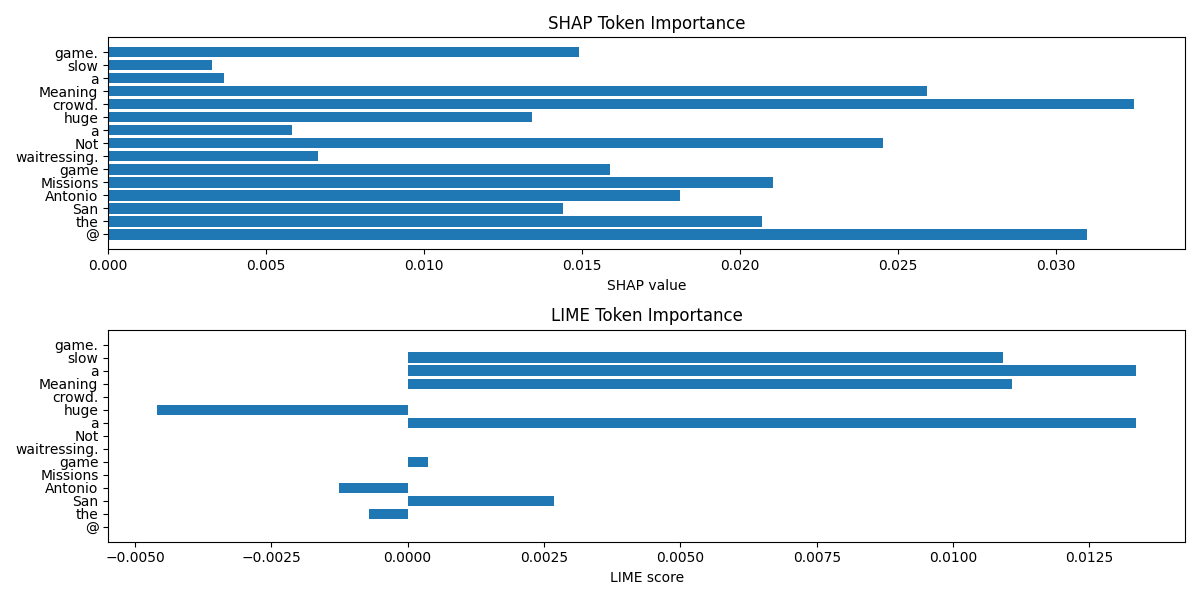 SHAP Token Importance
game.
slow
a
Meaning
crowd.
huge
a
Not
waitressing.
game
Missions
Antonio
San
the
@
0.000 0.005 0.010 0.015 0.020 0.025 0.030
SHAP value
LIME Token Importance
game.
slow
a
Meaning
crowd.
huge
a
Not
waitressing.
game
Missions
Antonio
San
the
@
−0.0050 −0.0025 0.0000 0.0025 0.0050 0.0075 0.0100 0.0125
LIME score